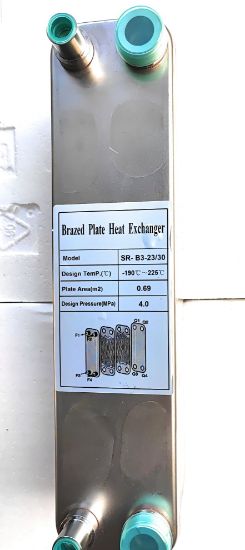 Brazed Plate Heat Exchanger
Model SR- B3-23/30
Design TemP.(℃) -190℃～225℃
Plate Area(m2) 0.69
Design Pressure(MPa) 4.0